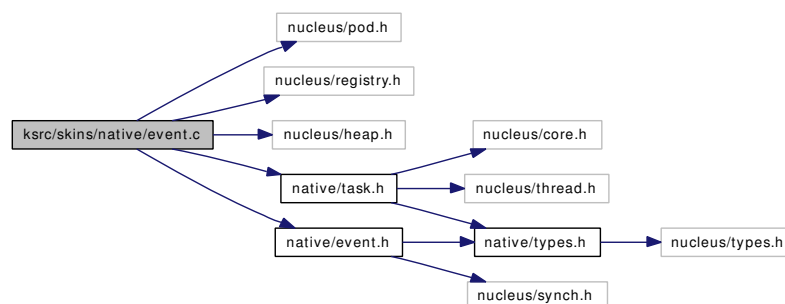 nucleus/pod.h
nucleus/registry.h
ksrc/skins/native/event.c
nucleus/heap.h
nucleus/core.h
native/task.h
nucleus/thread.h
native/event.h
native/types.h
nucleus/types.h
nucleus/synch.h